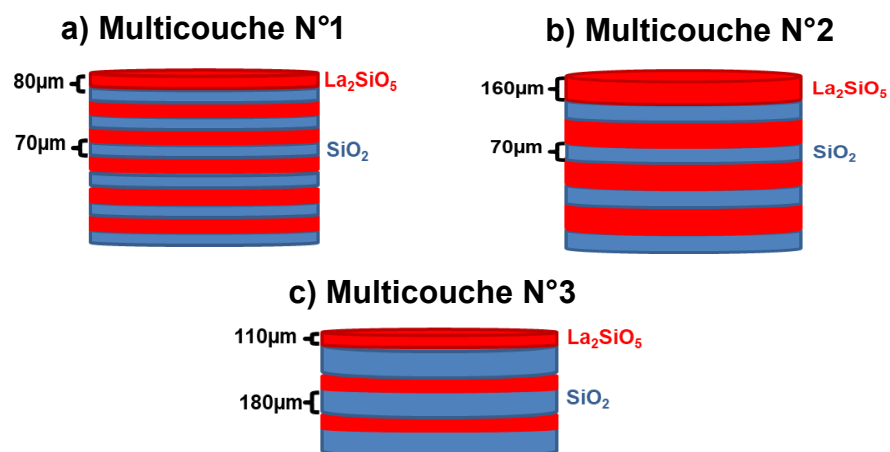 a) Multicouche N°1
80µm
La₂SiO₅
70µm
SiO₂
b) Multicouche N°2
160µm
La₂SiO₅
70µm
SiO₂
c) Multicouche N°3
110µm
La₂SiO₅
180µm
SiO₂